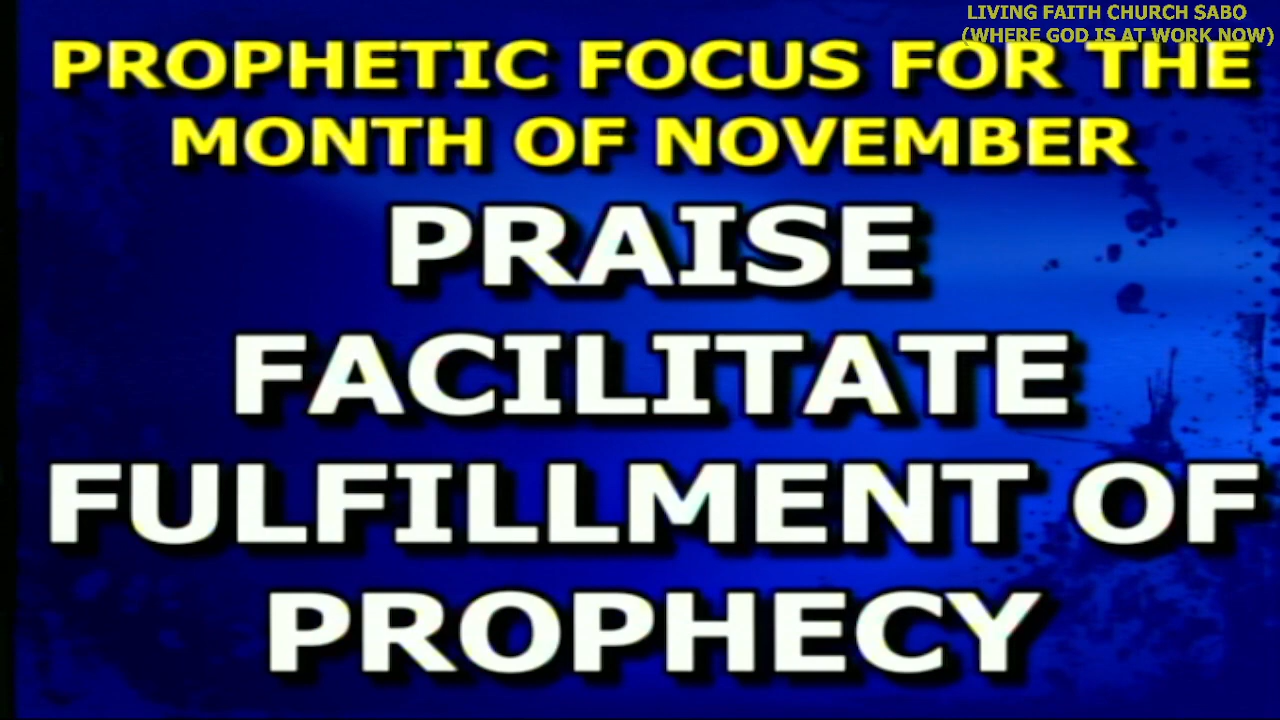 LIVING FAITH CHURCH SABO
(WHERE GOD IS AT WORK NOW)
PROPHETIC FOCUS FOR THE
MONTH OF NOVEMBER
PRAISE
FACILITATE
FULFILLMENT OF
PROPHECY